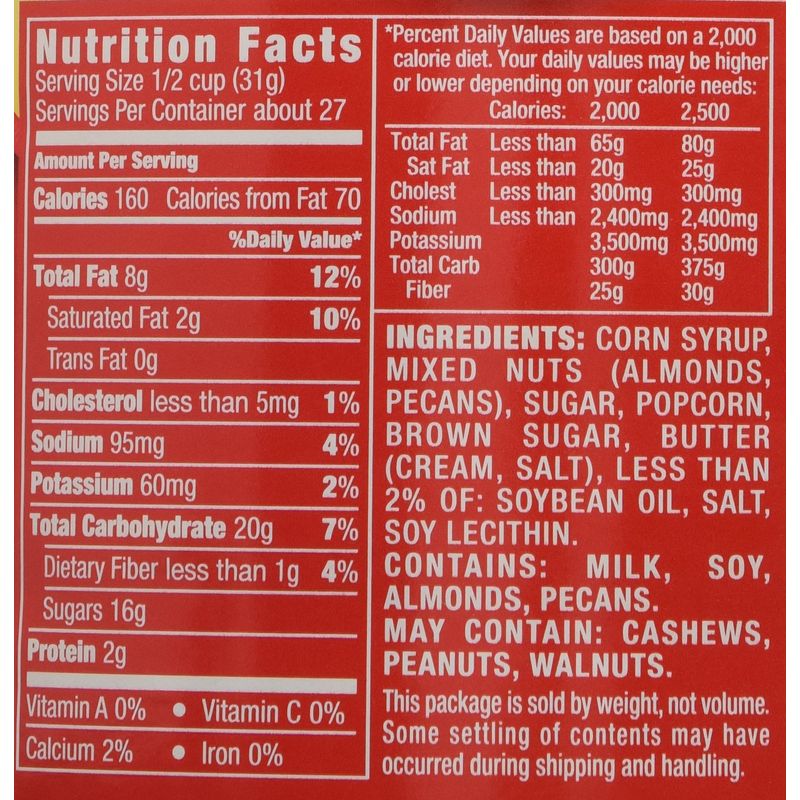 Nutrition Facts
Serving Size 1/2 cup (31g)
Servings Per Container about 27
Amount Per Serving
Calories 160 Calories from Fat 70
%Daily Value*
Total Fat 8g 12%
Saturated Fat 2g 10%
Trans Fat 0g
Cholesterol less than 5mg 1%
Sodium 95mg 4%
Potassium 60mg 2%
Total Carbohydrate 20g 7%
Dietary Fiber less than 1g 4%
Sugars 16g
Protein 2g
Vitamin A 0% • Vitamin C 0%
Calcium 2% • Iron 0%
*Percent Daily Values are based on a 2,000
calorie diet. Your daily values may be higher
or lower depending on your calorie needs:
Calories: 2,000 2,500
Total Fat Less than 65g 80g
Sat Fat Less than 20g 25g
Cholest Less than 300mg 300mg
Sodium Less than 2,400mg 2,400mg
Potassium 3,500mg 3,500mg
Total Carb 300g 375g
Fiber 25g 30g
INGREDIENTS: CORN SYRUP,
MIXED NUTS (ALMONDS,
PECANS), SUGAR, POPCORN,
BROWN SUGAR, BUTTER
(CREAM, SALT), LESS THAN
2% OF: SOYBEAN OIL, SALT,
SOY LECITHIN.
CONTAINS: MILK, SOY,
ALMONDS, PECANS.
MAY CONTAIN: CASHEWS,
PEANUTS, WALNUTS.
This package is sold by weight, not volume.
Some settling of contents may have
occurred during shipping and handling.